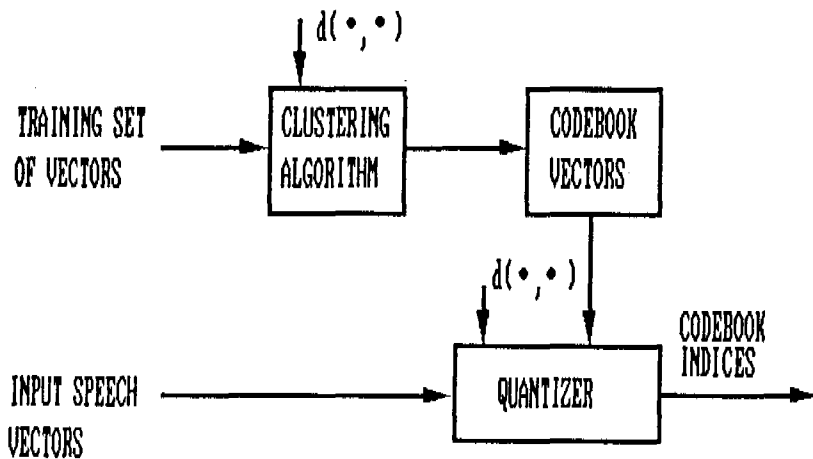 d(•,•)
TRAINING SET
OF VECTORS
CLUSTERING
ALGORITHM
CODEBOOK
VECTORS
d(•,•)
CODEBOOK
INDICES
INPUT SPEECH
VECTORS
QUANTIZER